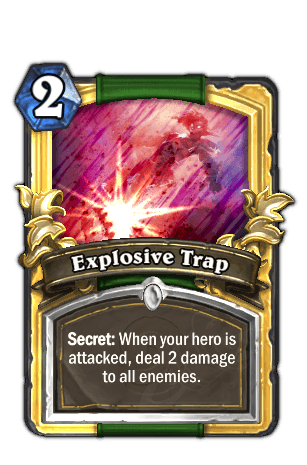 2
Explosive Trap
Secret: When your hero is
attacked, deal 2 damage
to all enemies.